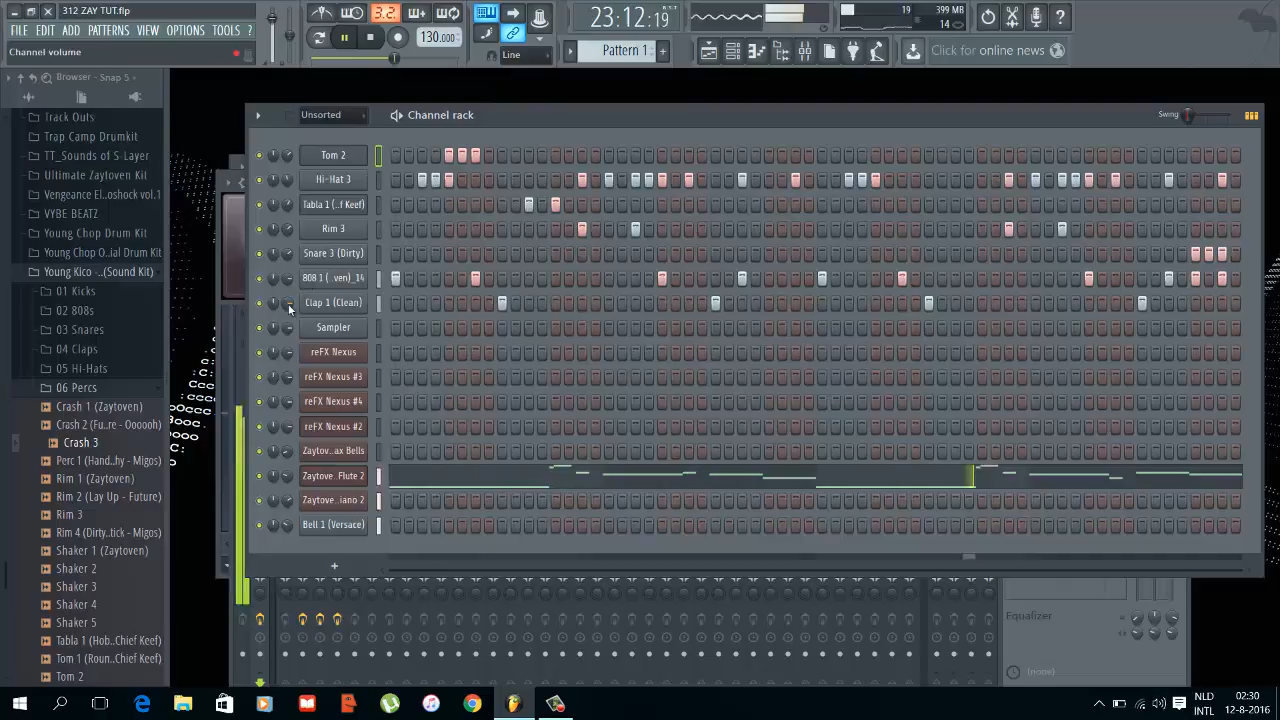 312 ZAY TUT.flp
FILE EDIT ADD PATTERNS VIEW OPTIONS TOOLS ?
Channel volume
3.2
130.000
23:12:19
Line
Pattern 1
19
399 MB
14
Click for online news
Browser - Snap 5
Track Outs
Trap Camp Drumkit
TT_Sounds of S-Layer
Ultimate Zaytoven Kit
Vengeance El..oshock vol.1
VYBE BEATZ
Young Chop Drum Kit
Young Chop O..ial Drum Kit
Young Kico -..(Sound Kit)
01 Kicks
02 808s
03 Snares
04 Claps
05 Hi-Hats
06 Percs
Crash 1 (Zaytoven)
Crash 2 (Fu..re - Oooooh)
Crash 3
Perc 1 (Hand..hy - Migos)
Rim 1 (Zaytoven)
Rim 2 (Lay Up - Future)
Rim 3
Rim 4 (Dirty..tick - Migos)
Shaker 1 (Zaytoven)
Shaker 2
Shaker 3
Shaker 4
Shaker 5
Tabla 1 (Hob..Chief Keef)
Tom 1 (Roun..Chief Keef)
Tom 2
Unsorted
Channel rack
Swing
Tom 2
Hi-Hat 3
Tabla 1 (..f Keef)
Rim 3
Snare 3 (Dirty)
808 1 (..ven)_14
Clap 1 (Clean)
Sampler
reFX Nexus
reFX Nexus #3
reFX Nexus #4
reFX Nexus #2
Zaytov..ax Bells
Zaytove..Flute 2
Zaytove..iano 2
Bell 1 (Versace)
+
Equalizer
(none)
NLD
INTL
02:30
12-8-2016